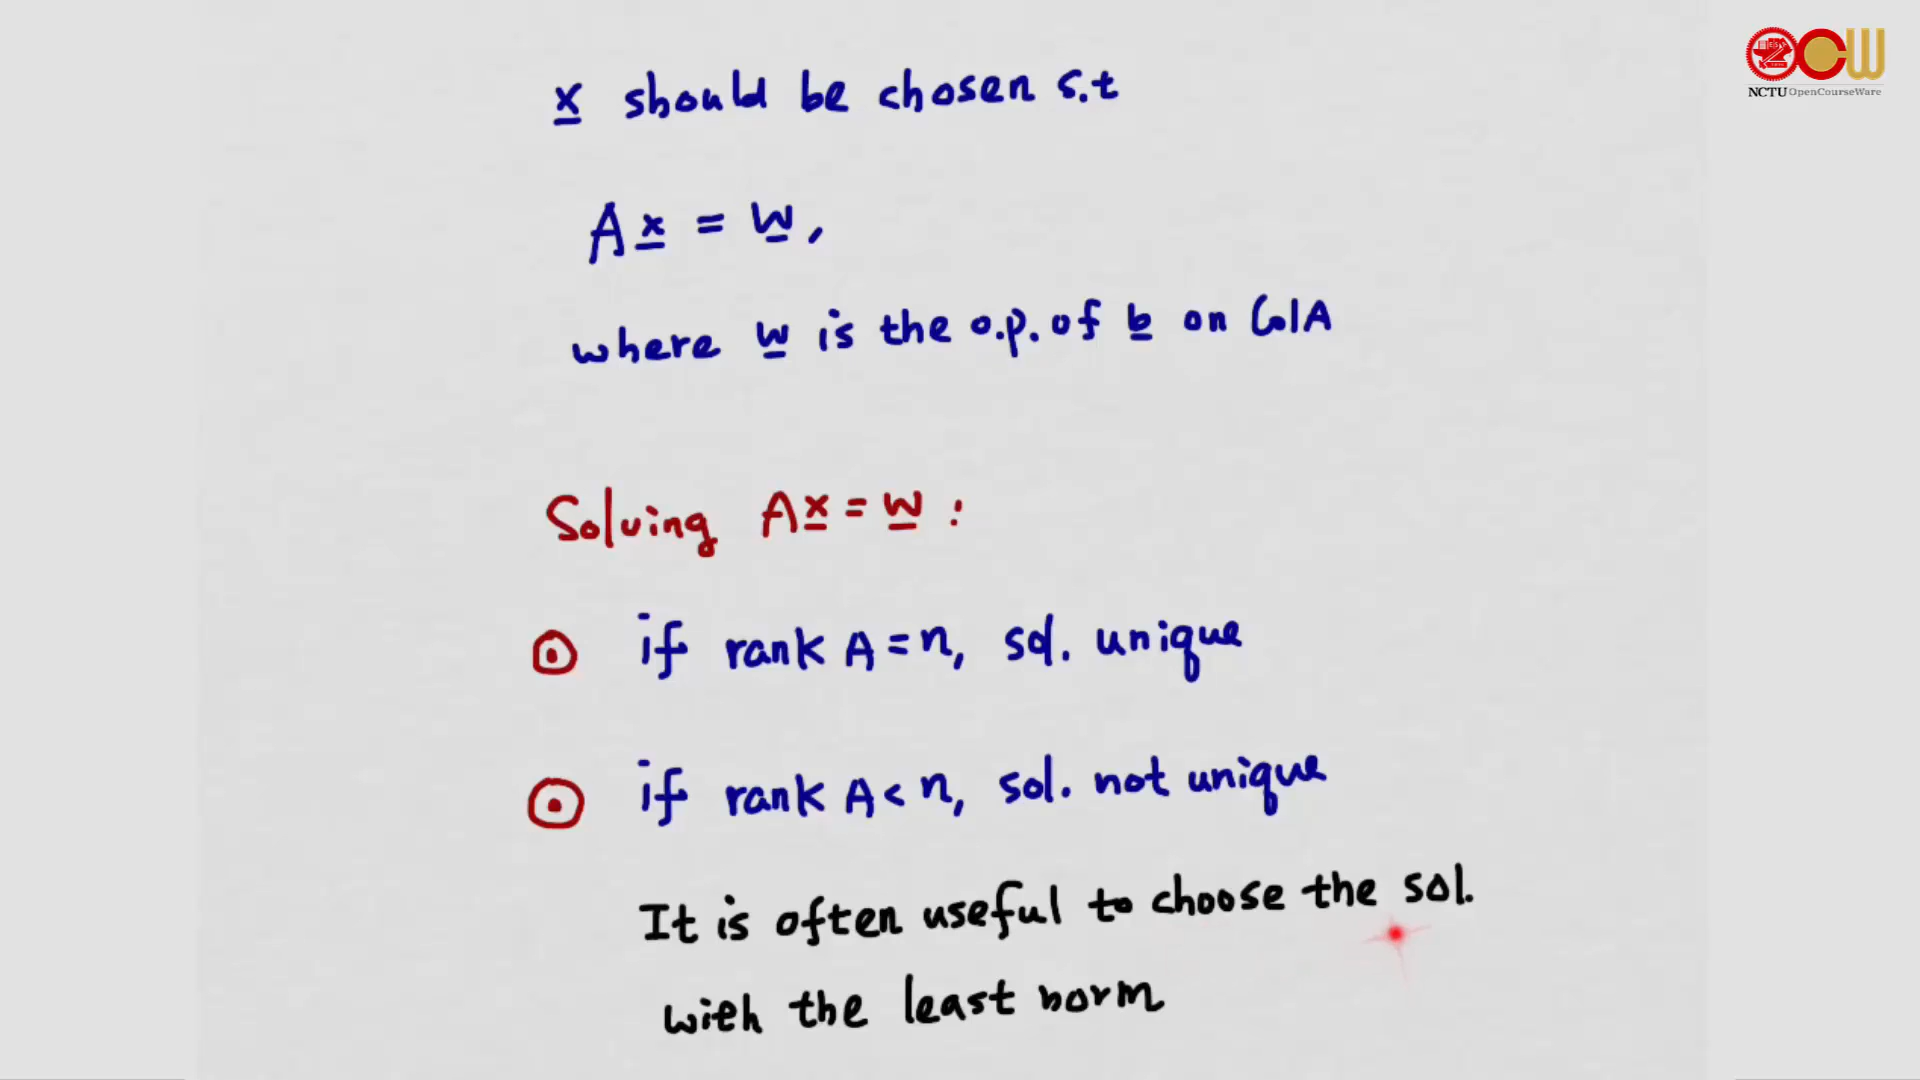 NCTU OpenCourseWare
x should be chosen s.t
Ax = w,
where w is the o.p. of b on Col A
Solving Ax = w :
⊙ if rank A = n, sol. unique
⊙ if rank A < n, sol. not unique
It is often useful to choose the sol.
with the least norm